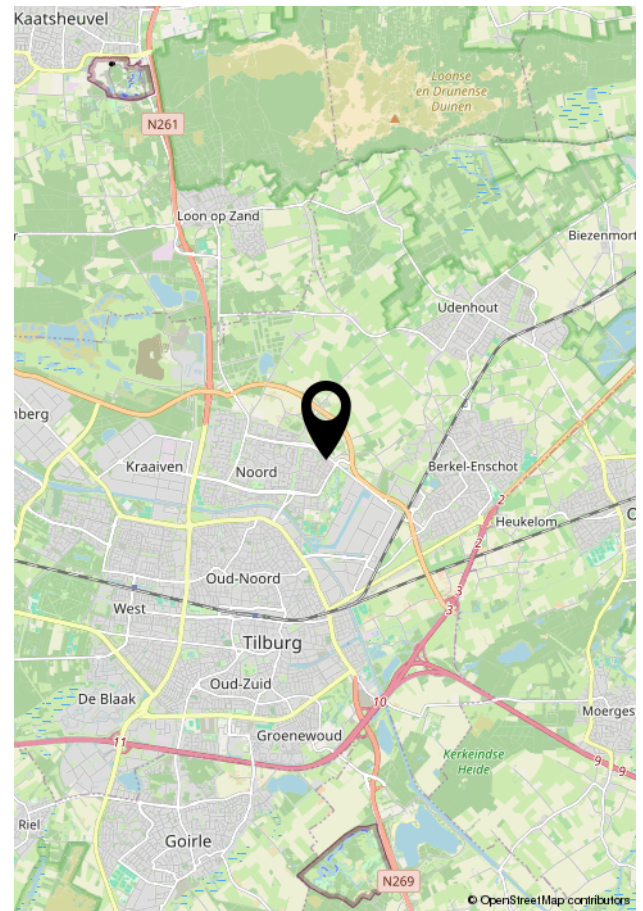 Kaatsheuvel
Loonse
en Drunense
Duinen
N261
Loon op Zand
Biezenmort
Udenhout
nberg
Kraaiven
Noord
Berkel-Enschot
2
Heukelom
2
Oud-Noord
3
3
West
Tilburg
Oud-Zuid
De Blaak
10
Moerges
11
Groenewoud
Kerkeindse
Heide
9
9
Riel
Goirle
N269
© OpenStreetMap contributors